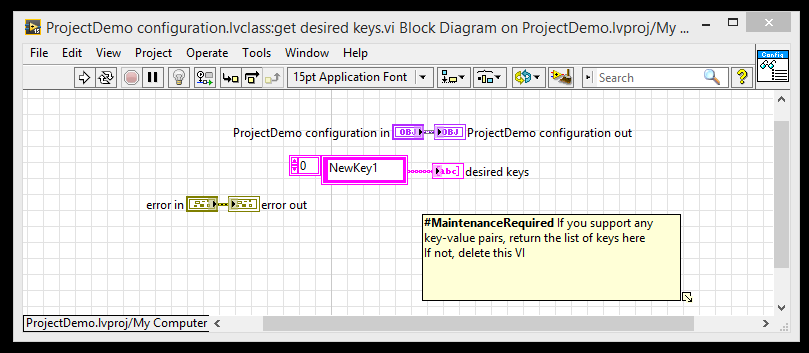 ProjectDemo configuration.lvclass:get desired keys.vi Block Diagram on ProjectDemo.lvproj/My ...
File Edit View Project Operate Tools Window Help
15pt Application Font
Search
?
Config
ProjectDemo configuration in OBJ OBJ ProjectDemo configuration out
0 NewKey1 abc desired keys
error in error out
#MaintenanceRequired If you support any
key-value pairs, return the list of keys here
If not, delete this VI
ProjectDemo.lvproj/My Computer